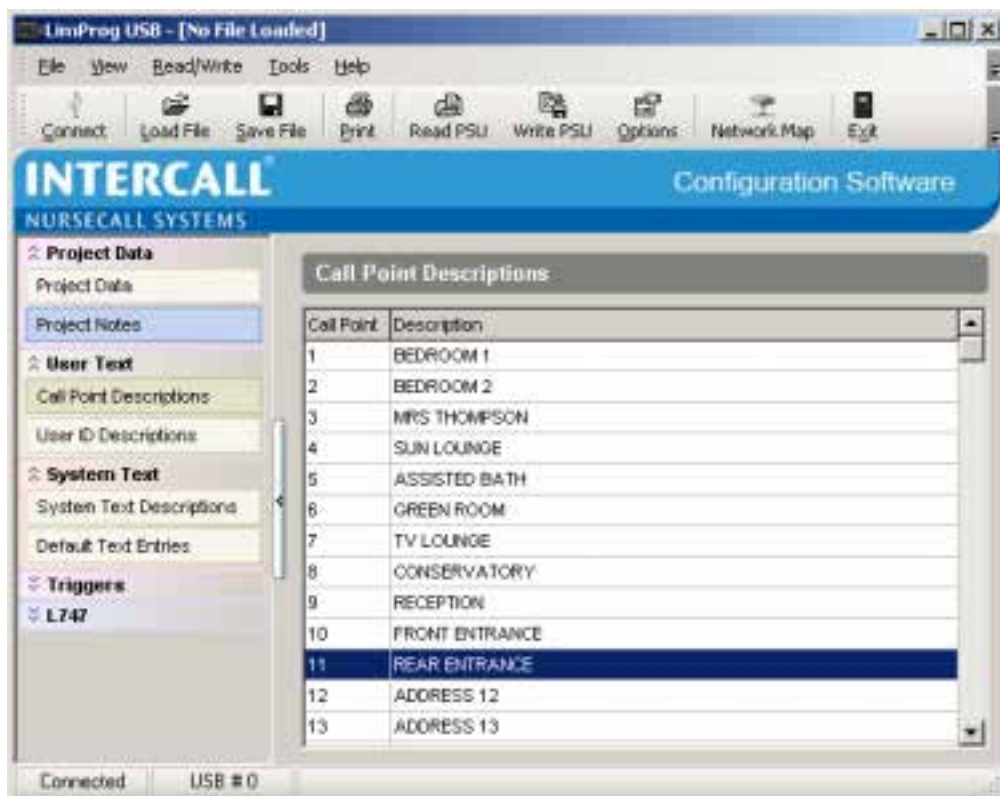 LimProg USB - [No File Loaded]
File View Read/Write Tools Help
Connect Load File Save File Print Read PSU Write PSU Options Network Map Exit
INTERCALL®
NURSECALL SYSTEMS
Configuration Software
Project Data
Project Data
Project Notes
User Text
Call Point Descriptions
User ID Descriptions
System Text
System Text Descriptions
Default Text Entries
Triggers
L747
Call Point Descriptions
Call Point Description
1 BEDROOM 1
2 BEDROOM 2
3 MRS THOMPSON
4 SUN LOUNGE
5 ASSISTED BATH
6 GREEN ROOM
7 TV LOUNGE
8 CONSERVATORY
9 RECEPTION
10 FRONT ENTRANCE
11 REAR ENTRANCE
12 ADDRESS 12
13 ADDRESS 13
Connected USB # 0